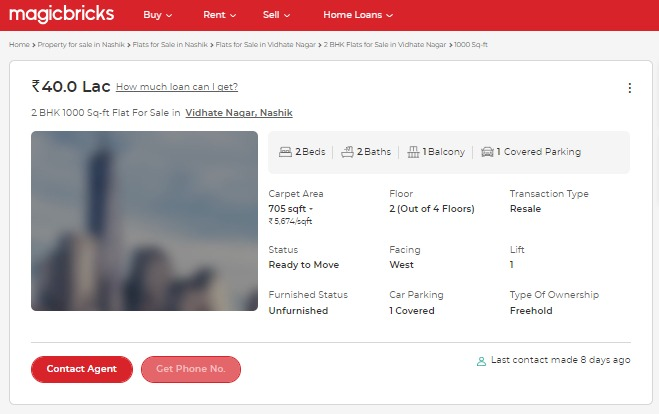 magicbricks Buy Rent Sell Home Loans
Home > Property for sale in Nashik > Flats for Sale in Nashik > Flats for Sale in Vidhate Nagar > 2 BHK Flats for Sale in Vidhate Nagar > 1000 Sq-ft
₹40.0 Lac How much loan can I get?
2 BHK 1000 Sq-ft Flat For Sale in Vidhate Nagar, Nashik
2 Beds 2 Baths 1 Balcony 1 Covered Parking
Carpet Area Floor Transaction Type
705 sqft 2 (Out of 4 Floors) Resale
₹5,674/sqft
Status Facing Lift
Ready to Move West 1
Furnished Status Car Parking Type Of Ownership
Unfurnished 1 Covered Freehold
Contact Agent Get Phone No. Last contact made 8 days ago